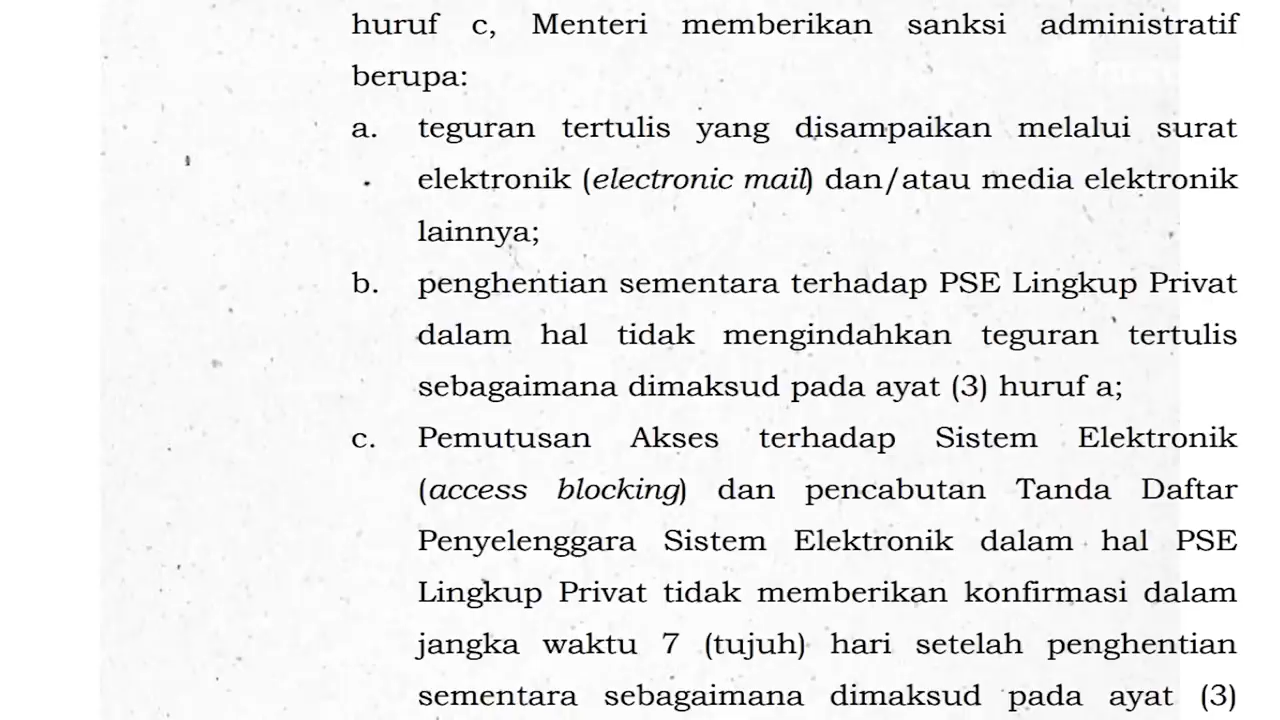 huruf c, Menteri memberikan sanksi administratif
berupa:
a. teguran tertulis yang disampaikan melalui surat
elektronik (electronic mail) dan/atau media elektronik
lainnya;
b. penghentian sementara terhadap PSE Lingkup Privat
dalam hal tidak mengindahkan teguran tertulis
sebagaimana dimaksud pada ayat (3) huruf a;
c. Pemutusan Akses terhadap Sistem Elektronik
(access blocking) dan pencabutan Tanda Daftar
Penyelenggara Sistem Elektronik dalam hal PSE
Lingkup Privat tidak memberikan konfirmasi dalam
jangka waktu 7 (tujuh) hari setelah penghentian
sementara sebagaimana dimaksud pada ayat (3)